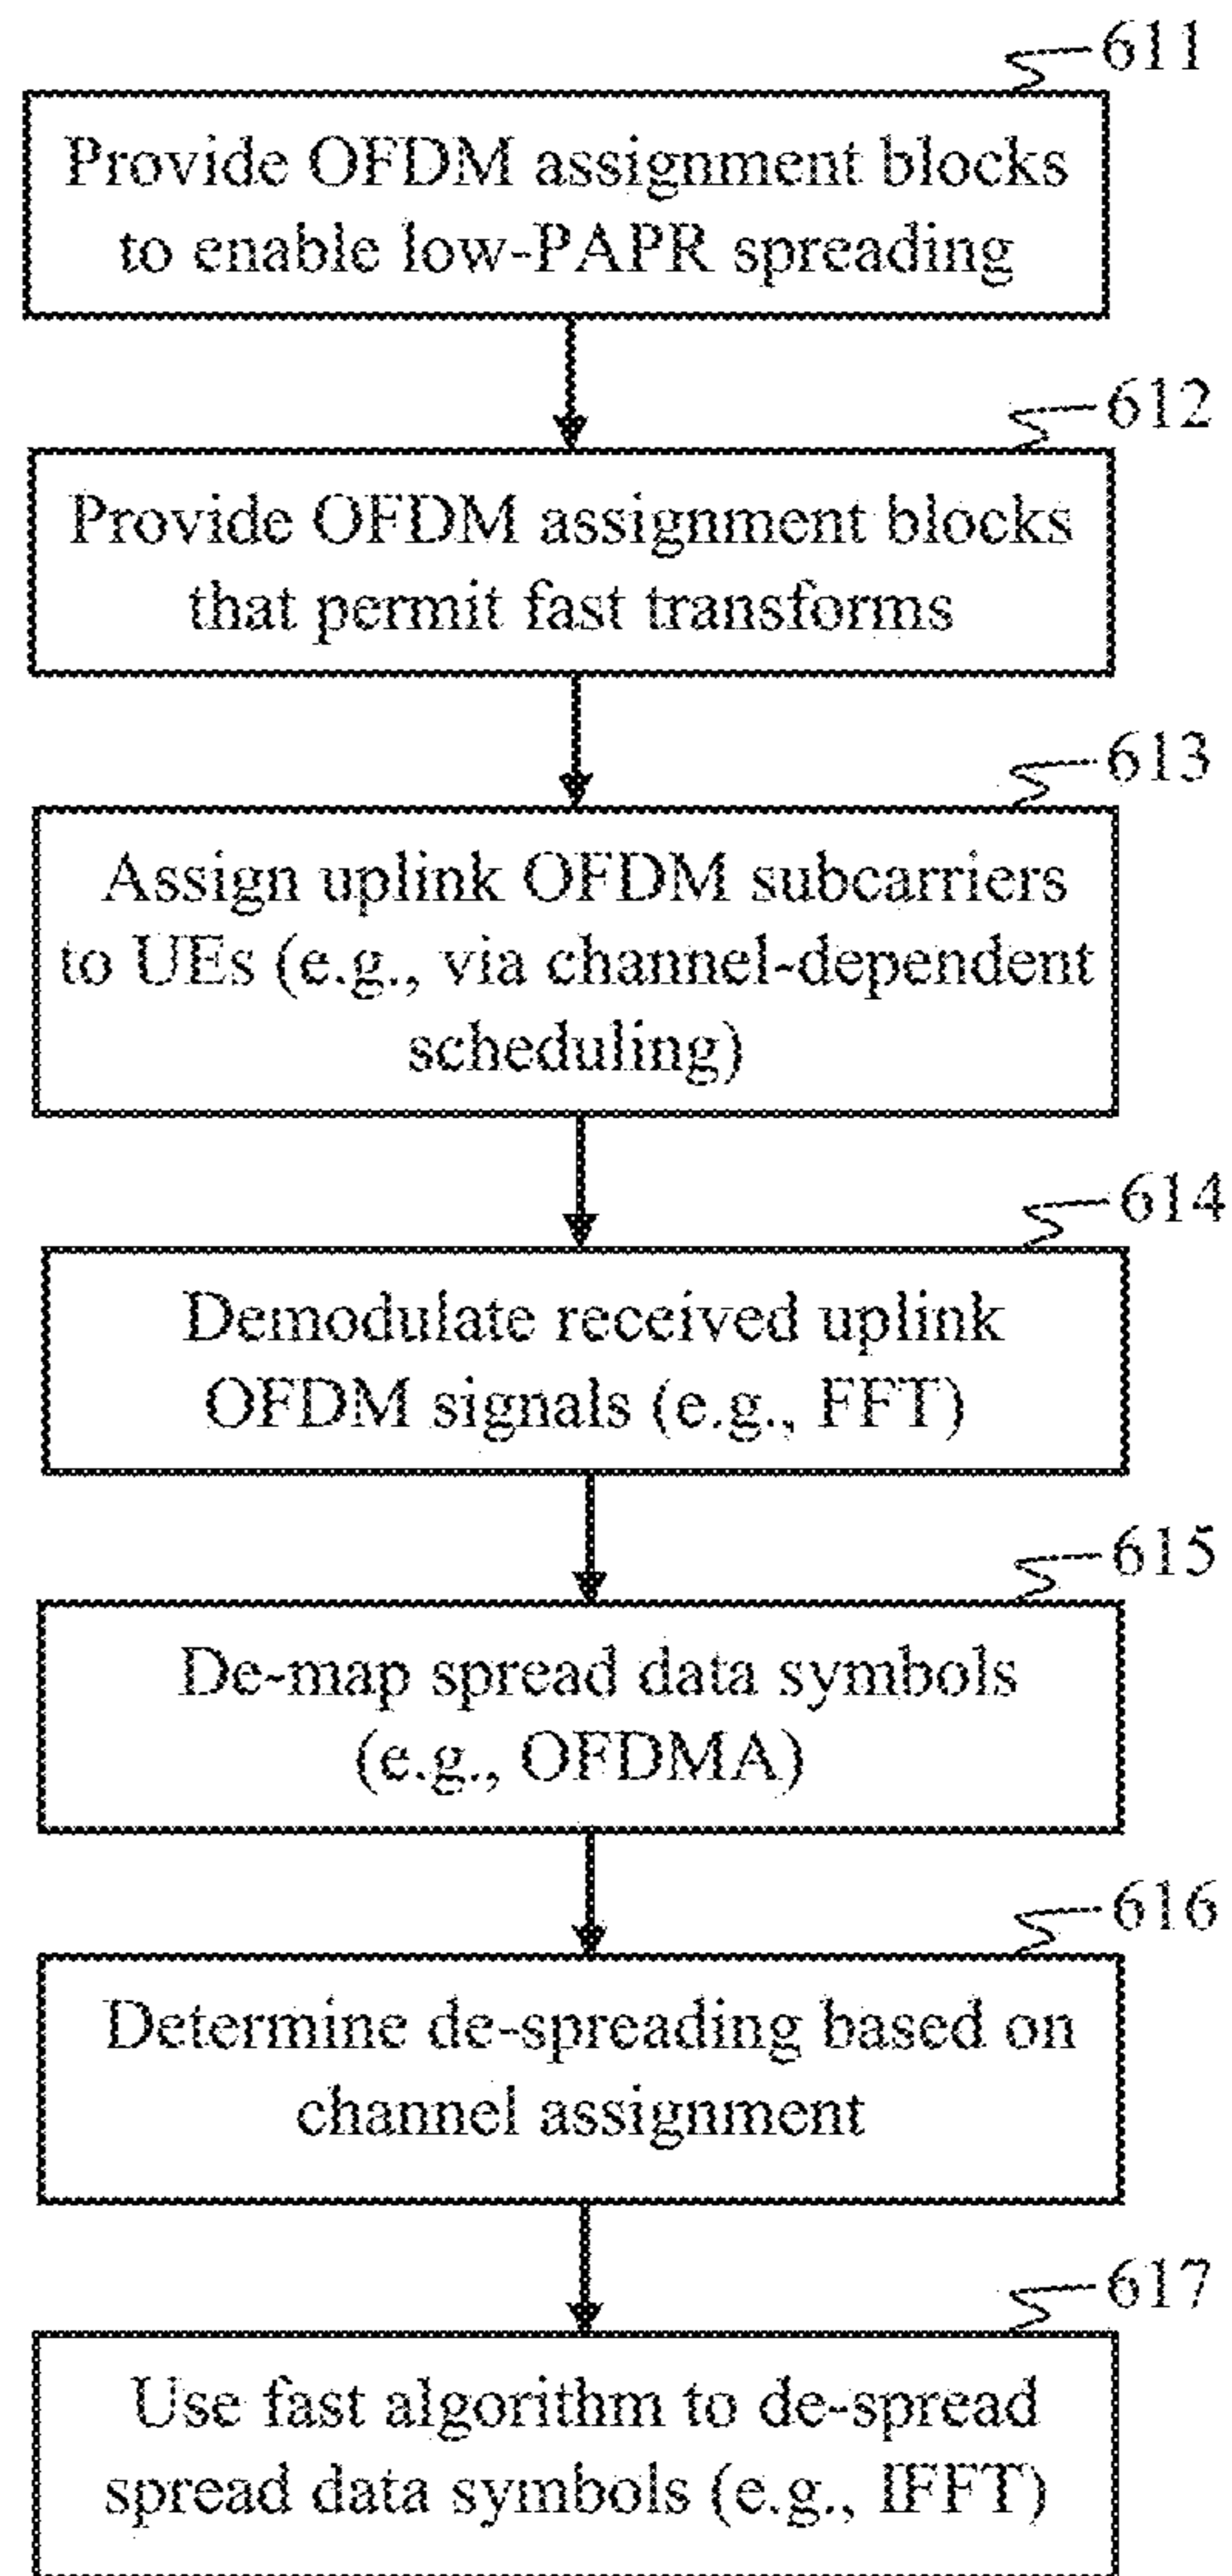 611
Provide OFDM assignment blocks
to enable low-PAPR spreading
612
Provide OFDM assignment blocks
that permit fast transforms
613
Assign uplink OFDM subcarriers
to UEs (e.g., via channel-dependent
scheduling)
614
Demodulate received uplink
OFDM signals (e.g., FFT)
615
De-map spread data symbols
(e.g., OFDMA)
616
Determine de-spreading based on
channel assignment
617
Use fast algorithm to de-spread
spread data symbols (e.g., IFFT)